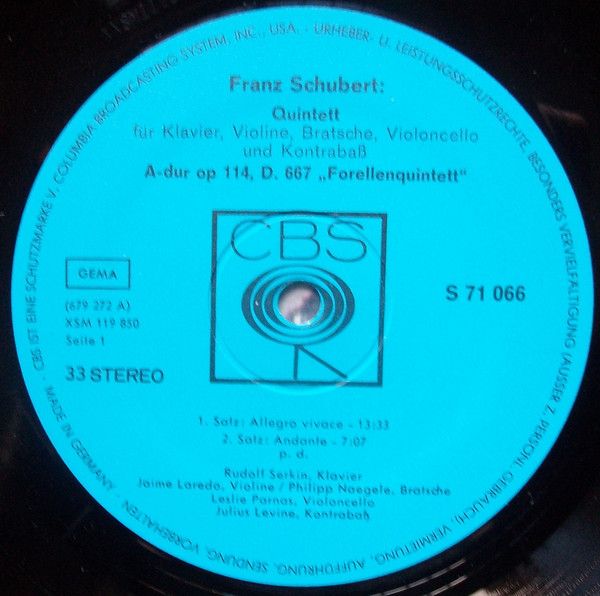 Franz Schubert:
Quintett
für Klavier, Violine, Bratsche, Violoncello
und Kontrabaß
A-dur op 114, D. 667 „Forellenquintett“
CBS
GEMA
(679 272 A)
XSM 119 850
Seite 1
33 STEREO
S 71 066
1. Satz: Allegro vivace - 13:33
2. Satz: Andante - 7:07
p. d.
Rudolf Serkin, Klavier
Jaime Laredo, Violine / Philipp Naegele, Bratsche
Leslie Parnas, Violoncello
Julius Levine, Kontrabaß
CBS IST EINE SCHUTZMARKE V. COLUMBIA BROADCASTING SYSTEM, INC., USA. · URHEBER- U. LEISTUNGSSCHUTZRECHTE, BESONDERS VERVIELFÄLTIGUNG (AUSSER Z. PERSÖNL. GEBRAUCH), VERMIETUNG, AUFFÜHRUNG, SENDUNG, VORBEHALTEN · MADE IN GERMANY ·